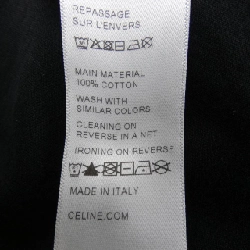 REPASSAGE
SUR L'ENVERS
MAIN MATERIAL
100% COTTON
WASH WITH
SIMILAR COLORS
CLEANING ON
REVERSE IN A NET
IRONING ON REVERSE
MADE IN ITALY
CELINE.COM